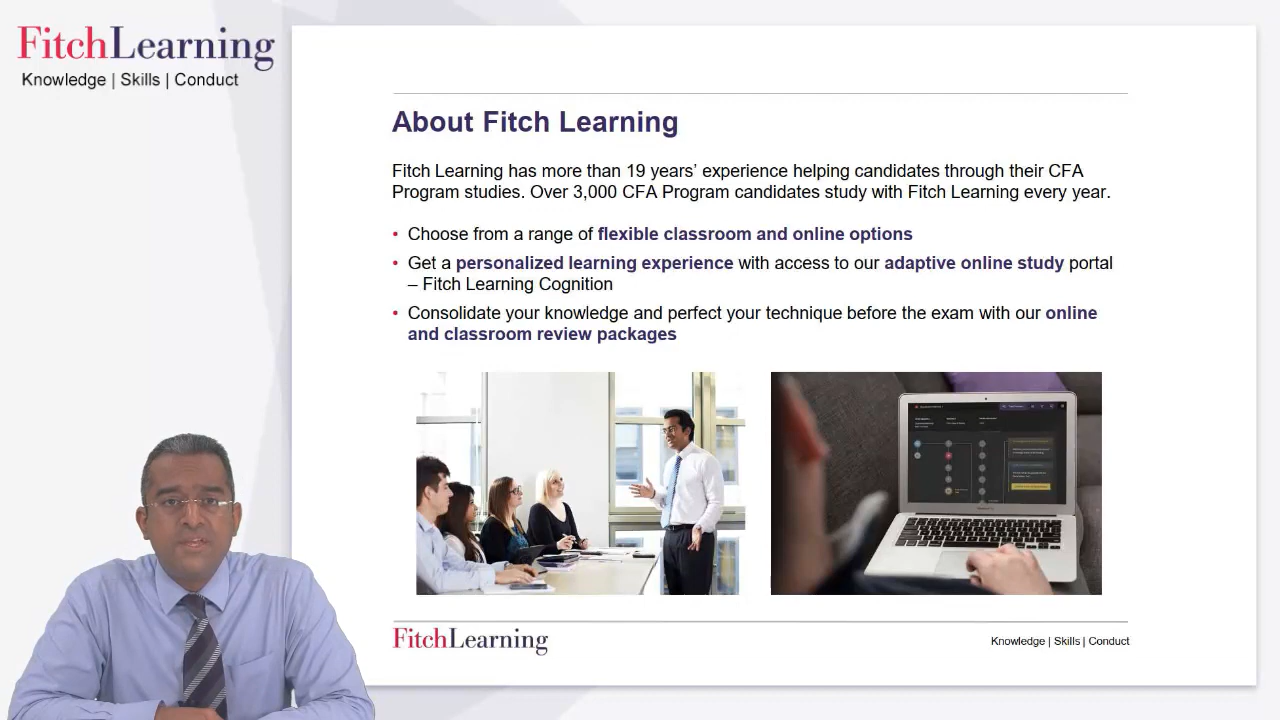 FitchLearning
Knowledge | Skills | Conduct
About Fitch Learning
Fitch Learning has more than 19 years’ experience helping candidates through their CFA
Program studies. Over 3,000 CFA Program candidates study with Fitch Learning every year.
• Choose from a range of flexible classroom and online options
• Get a personalized learning experience with access to our adaptive online study portal
– Fitch Learning Cognition
• Consolidate your knowledge and perfect your technique before the exam with our online
and classroom review packages
FitchLearning
Knowledge | Skills | Conduct